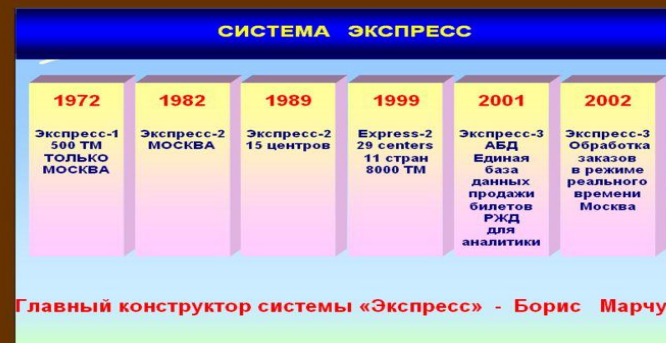 СИСТЕМА ЭКСПРЕСС
1972
Экспресс-1
500 ТМ
ТОЛЬКО
МОСКВА
1982
Экспресс-2
МОСКВА
1989
Экспресс-2
15 центров
1999
Express-2
29 centers
11 стран
8000 ТМ
2001
Экспресс-3
АБД
Единая
база
данных
продажи
билетов
РЖД
для
аналитики
2002
Экспресс-3
Обработка
заказов
в режиме
реального
времени
Москва
Главный конструктор системы «Экспресс» - Борис Марчу